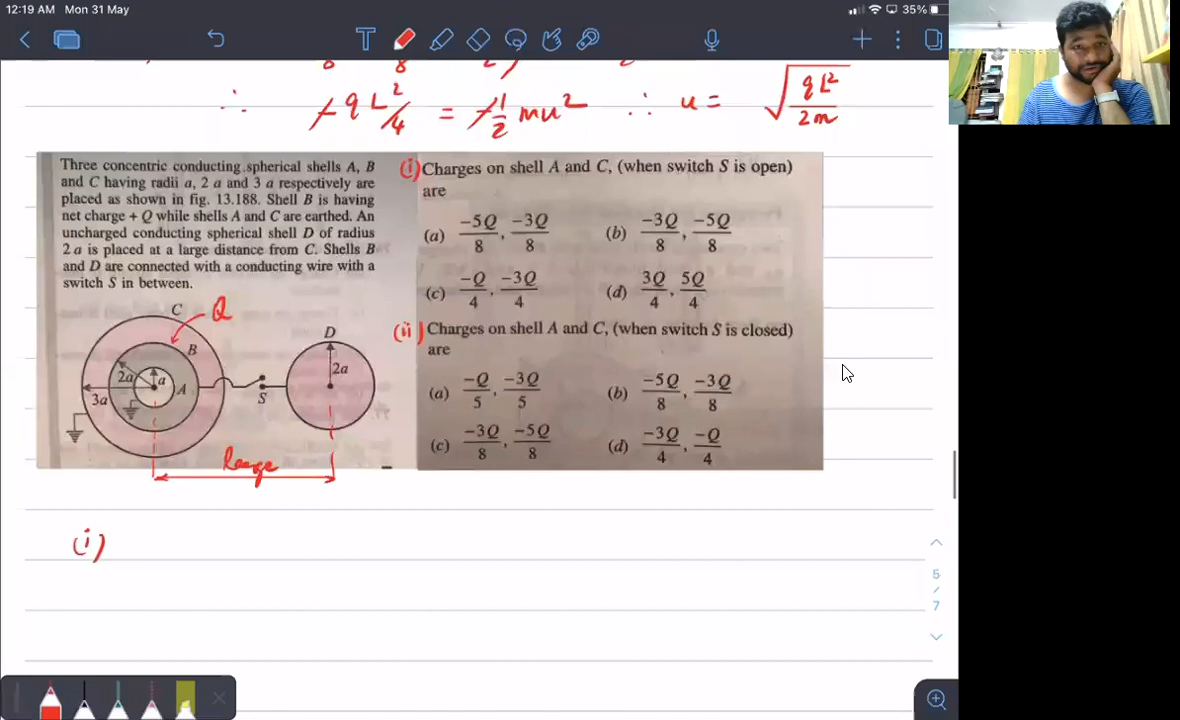 12:19 AM Mon 31 May
35%
∴ -qL²/4 = -1/2 mu² ∴ u = √(qL²/2m)
Three concentric conducting spherical shells A, B
and C having radii a, 2 a and 3 a respectively are
placed as shown in fig. 13.188. Shell B is having
net charge + Q while shells A and C are earthed. An
uncharged conducting spherical shell D of radius
2 a is placed at a large distance from C. Shells B
and D are connected with a conducting wire with a
switch S in between.
C
Q
B
D
2a
a
A
2a
3a
S
large
(i) Charges on shell A and C, (when switch S is open)
are
(a) -5Q/8, -3Q/8 (b) -3Q/8, -5Q/8
(c) -Q/4, -3Q/4 (d) 3Q/4, 5Q/4
(ii) Charges on shell A and C, (when switch S is closed)
are
(a) -Q/5, -3Q/5 (b) -5Q/8, -3Q/8
(c) -3Q/8, -5Q/8 (d) -3Q/4, -Q/4
(i)
5
/
7